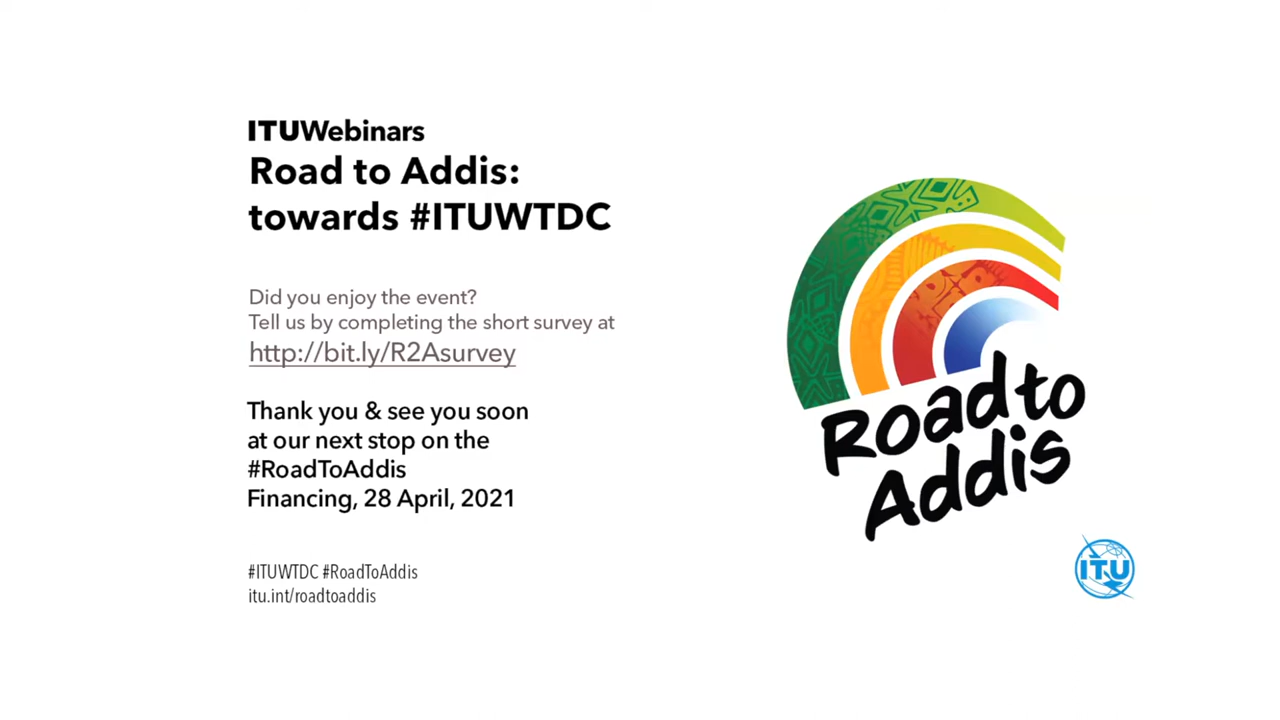 ITUWebinars
Road to Addis:
towards #ITUWTDC
Did you enjoy the event?
Tell us by completing the short survey at
http://bit.ly/R2Asurvey
Thank you & see you soon
at our next stop on the
#RoadToAddis
Financing, 28 April, 2021
#ITUWTDC #RoadToAddis
itu.int/roadtoaddis
Road to
Addis
ITU